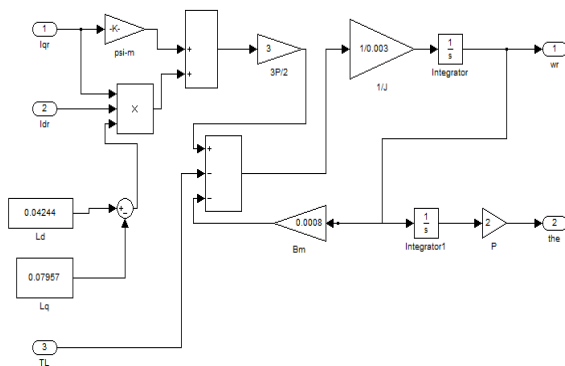 1
Iqr
-K-
psi-m
+
+
3
3P/2
1/0.003
1/J
1
s
Integrator
1
wr
2
Idr
X
+
−
−
0.04244
Ld
+
−
0.0008
Bm
1
s
Integrator1
2
P
2
the
0.07957
Lq
3
TL